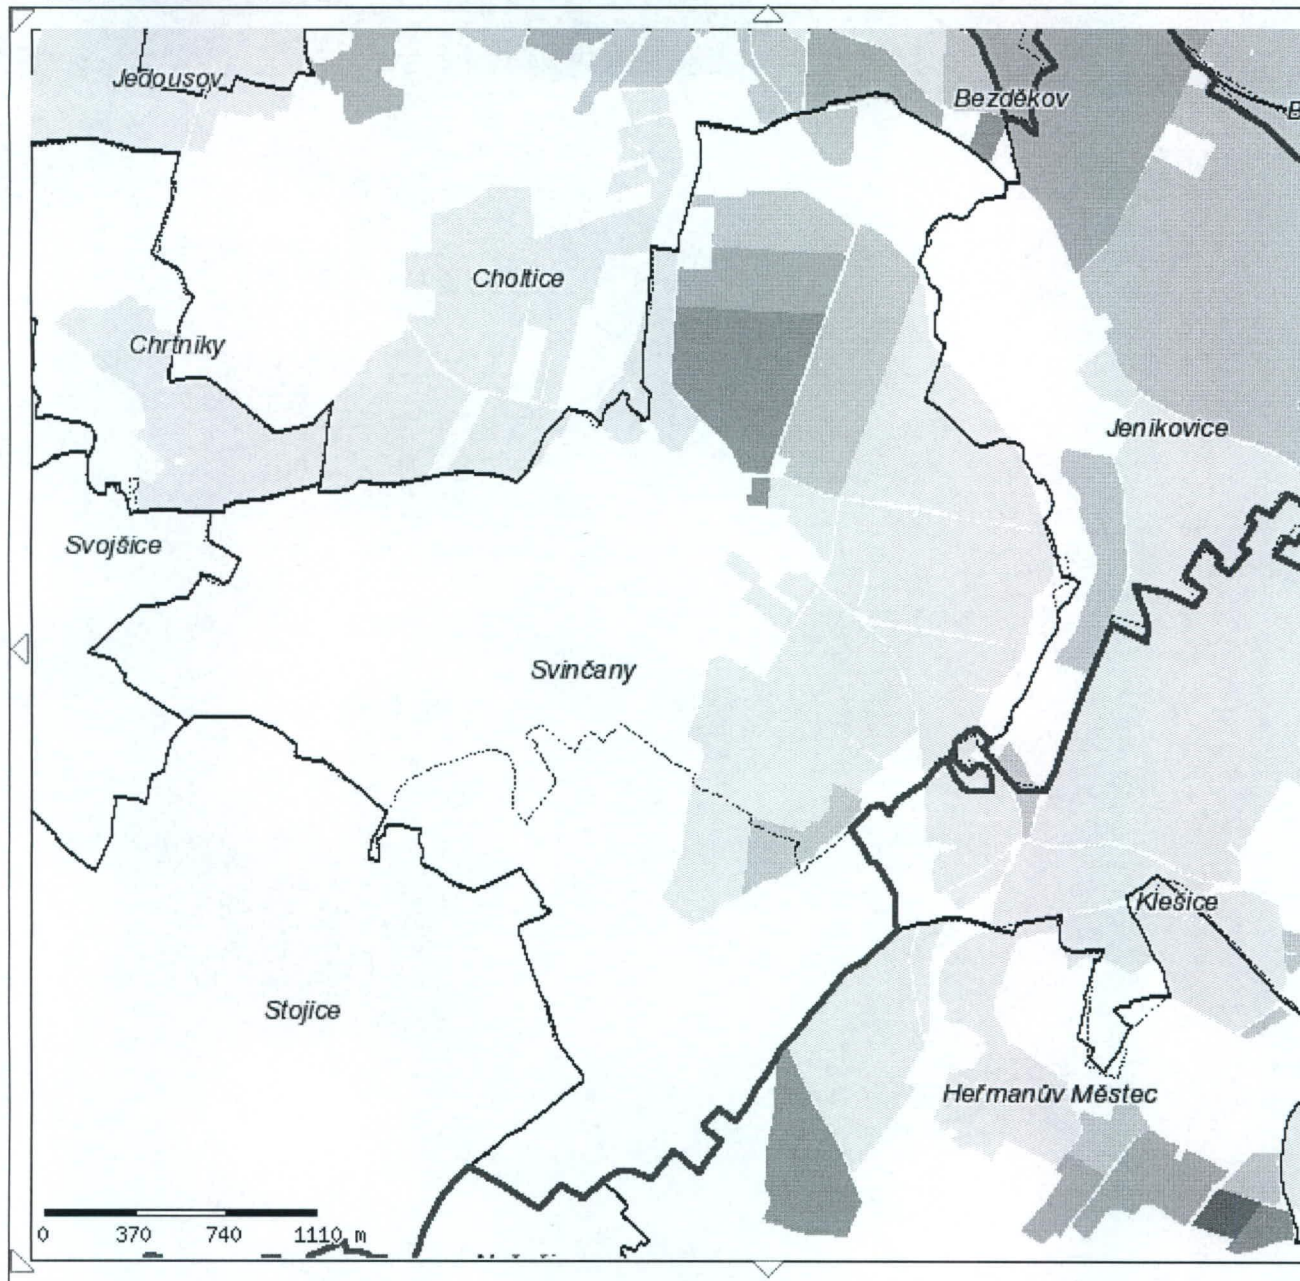 Jedousov
Bezděkov
B
Choltice
Chrtníky
Jeníkovice
Svojšice
Svinčany
Klešice
Stojice
Heřmanův Městec
0 370 740 1110 m